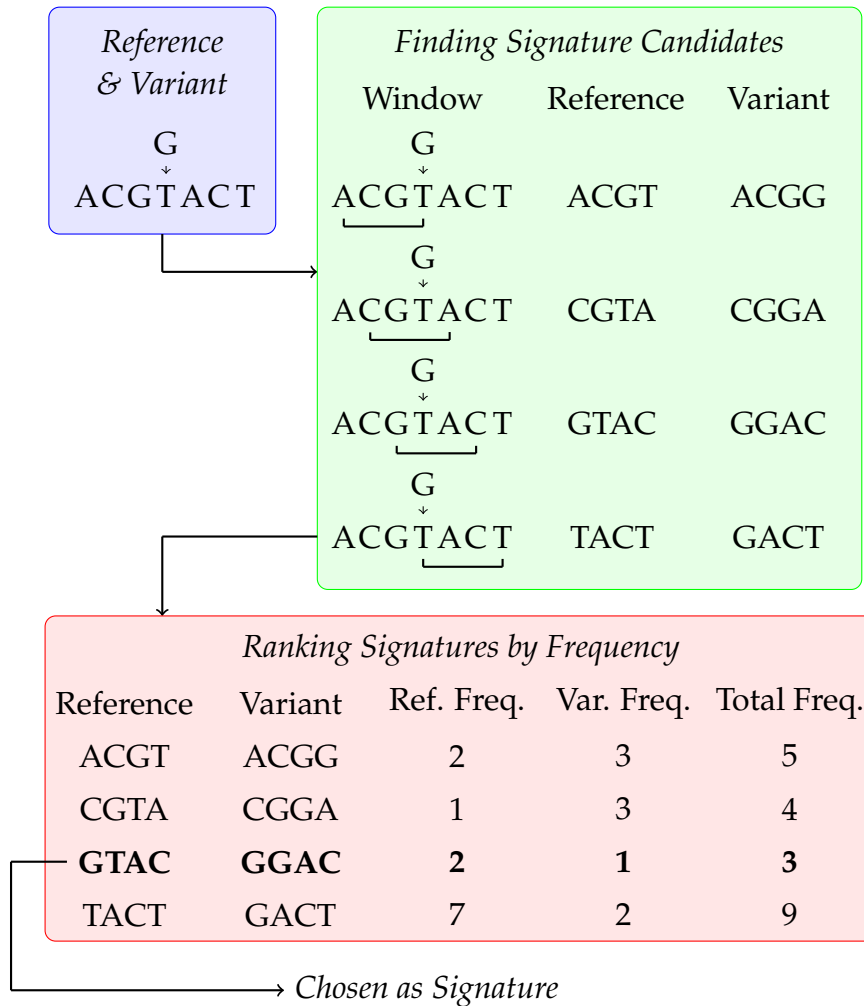 Reference
& Variant
G
ACGTACT
Finding Signature Candidates
Window Reference Variant
G
ACGTACT ACGT ACGG
G
ACGTACT CGTA CGGA
G
ACGTACT GTAC GGAC
G
ACGTACT TACT GACT
Ranking Signatures by Frequency
Reference Variant Ref. Freq. Var. Freq. Total Freq.
ACGT ACGG 2 3 5
CGTA CGGA 1 3 4
GTAC GGAC 2 1 3
TACT GACT 7 2 9
Chosen as Signature